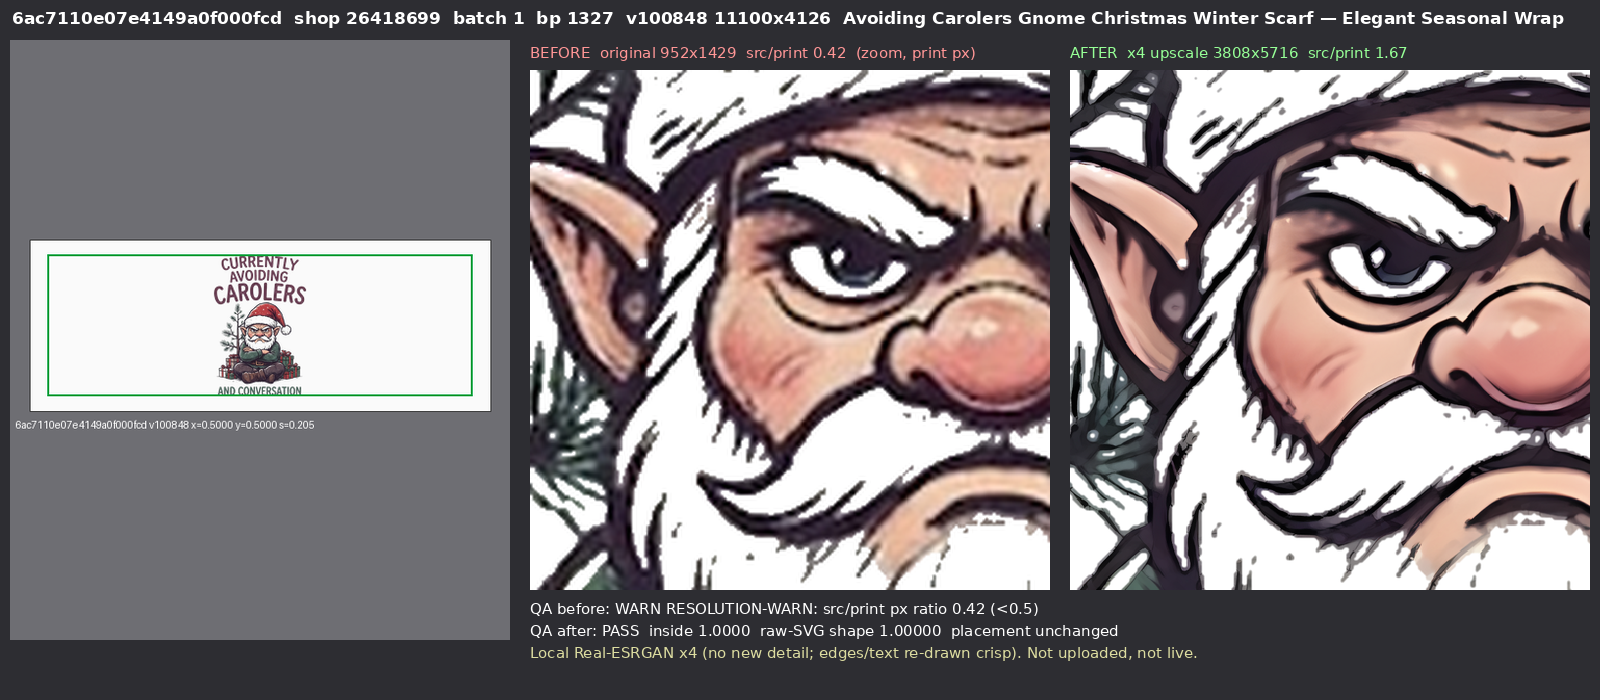 6ac7110e07e4149a0f000fcd  shop 26418699  batch 1  bp 1327  v100848 11100x4126  Avoiding Carolers Gnome Christmas Winter Scarf — Elegant Seasonal Wrap
BEFORE  original 952x1429  src/print 0.42  (zoom, print px)
AFTER  x4 upscale 3808x5716  src/print 1.67
CURRENTLY
AVOIDING
CAROLERS
AND CONVERSATION
6ac7110e07e4149a0f000fcd v100848 x=0.5000 y=0.5000 s=0.205
QA before: WARN RESOLUTION-WARN: src/print px ratio 0.42 (<0.5)
QA after: PASS  inside 1.0000  raw-SVG shape 1.00000  placement unchanged
Local Real-ESRGAN x4 (no new detail; edges/text re-drawn crisp). Not uploaded, not live.